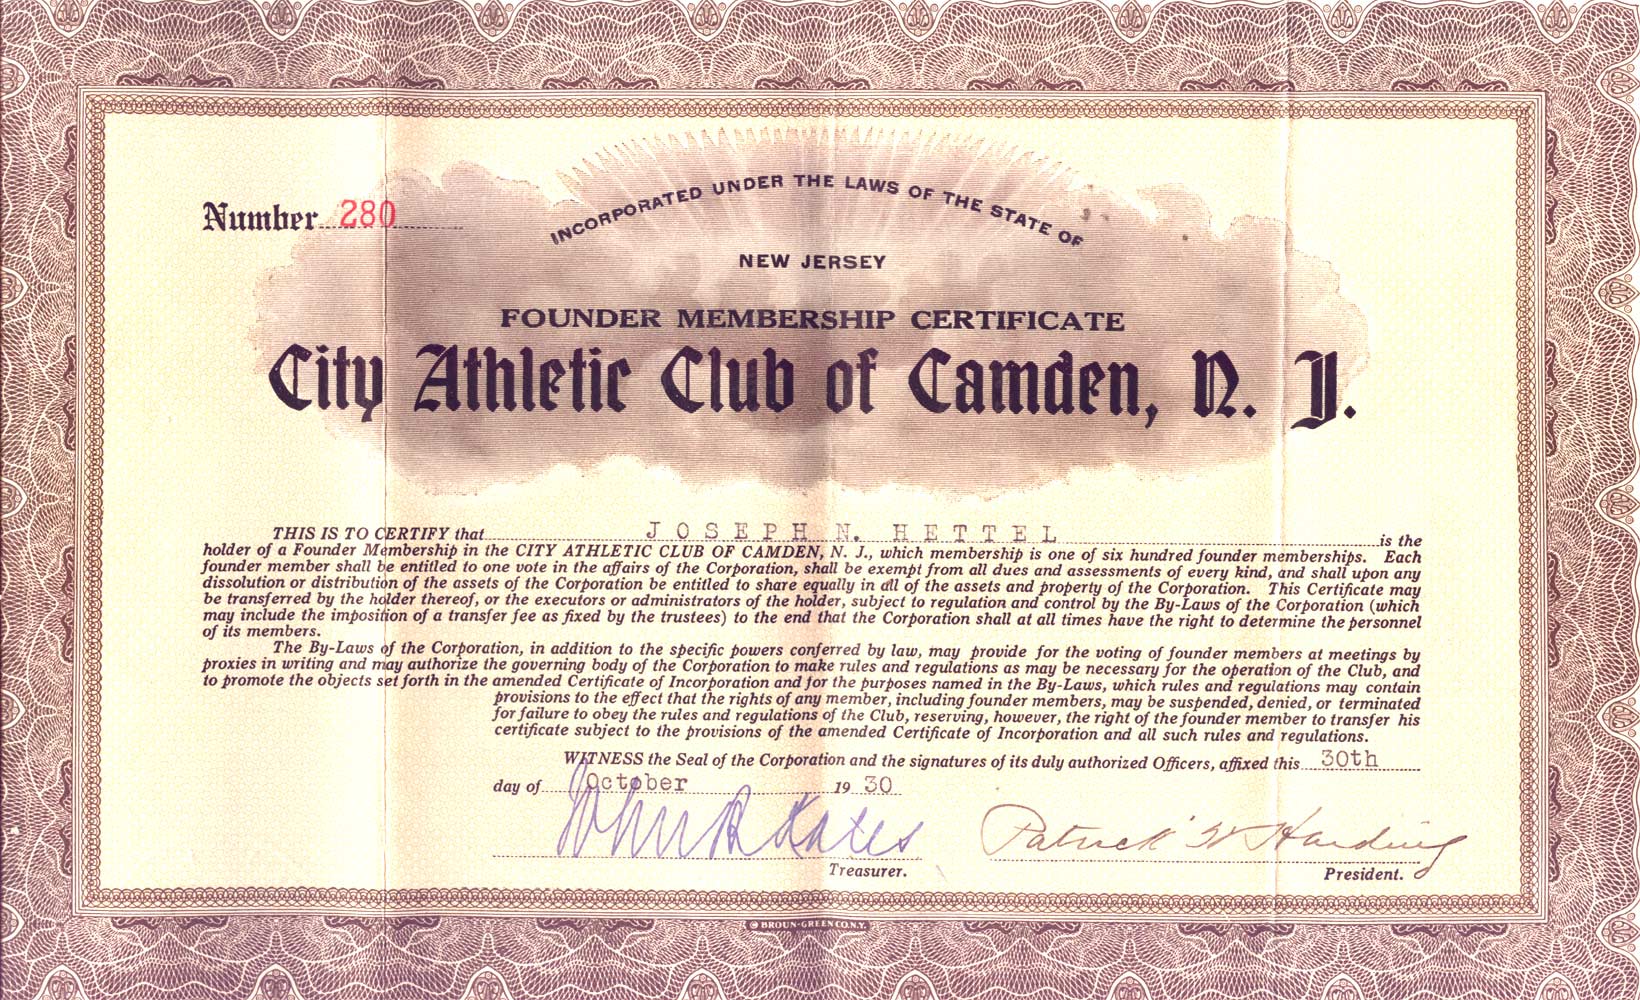 Number 280
INCORPORATED UNDER THE LAWS OF THE STATE OF
NEW JERSEY
FOUNDER MEMBERSHIP CERTIFICATE
City Athletic Club of Camden, N. J.
THIS IS TO CERTIFY that JOSEPH N. HETTEL is the
holder of a Founder Membership in the CITY ATHLETIC CLUB OF CAMDEN, N. J., which membership is one of six hundred founder memberships. Each
founder member shall be entitled to one vote in the affairs of the Corporation, shall be exempt from all dues and assessments of every kind, and shall upon any
dissolution or distribution of the assets of the Corporation be entitled to share equally in all of the assets and property of the Corporation. This Certificate may
be transferred by the holder thereof, or the executors or administrators of the holder, subject to regulation and control by the By-Laws of the Corporation (which
may include the imposition of a transfer fee as fixed by the trustees) to the end that the Corporation shall at all times have the right to determine the personnel
of its members.
The By-Laws of the Corporation, in addition to the specific powers conferred by law, may provide for the voting of founder members at meetings by
proxies in writing and may authorize the governing body of the Corporation to make rules and regulations as may be necessary for the operation of the Club, and
to promote the objects set forth in the amended Certificate of Incorporation and for the purposes named in the By-Laws, which rules and regulations may contain
provisions to the effect that the rights of any member, including founder members, may be suspended, denied, or terminated
for failure to obey the rules and regulations of the Club, reserving, however, the right of the founder member to transfer his
certificate subject to the provisions of the amended Certificate of Incorporation and all such rules and regulations.
WITNESS the Seal of the Corporation and the signatures of its duly authorized Officers, affixed this 30th
day of October 19 30
John R Kates Patrick W Harding
Treasurer. President.
© BROUN-GREEN CO. N.Y.